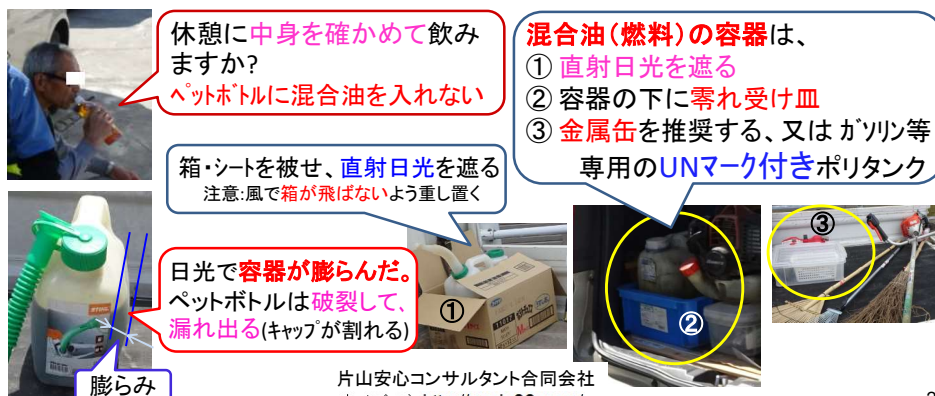 休憩に中身を確かめて飲み
ますか?
ペットボトルに混合油を入れない
混合油(燃料)の容器は、
① 直射日光を遮る
② 容器の下に零れ受け皿
③ 金属缶を推奨する、又は ガソリン等
専用のUNマーク付きポリタンク
箱・シートを被せ、直射日光を遮る
注意:風で箱が飛ばないよう重し置く
日光で容器が膨らんだ。
ペットボトルは破裂して、
漏れ出る(キャップが割れる)
膨らみ
①
②
③
STIHL
片山安心コンサルタント合同会社